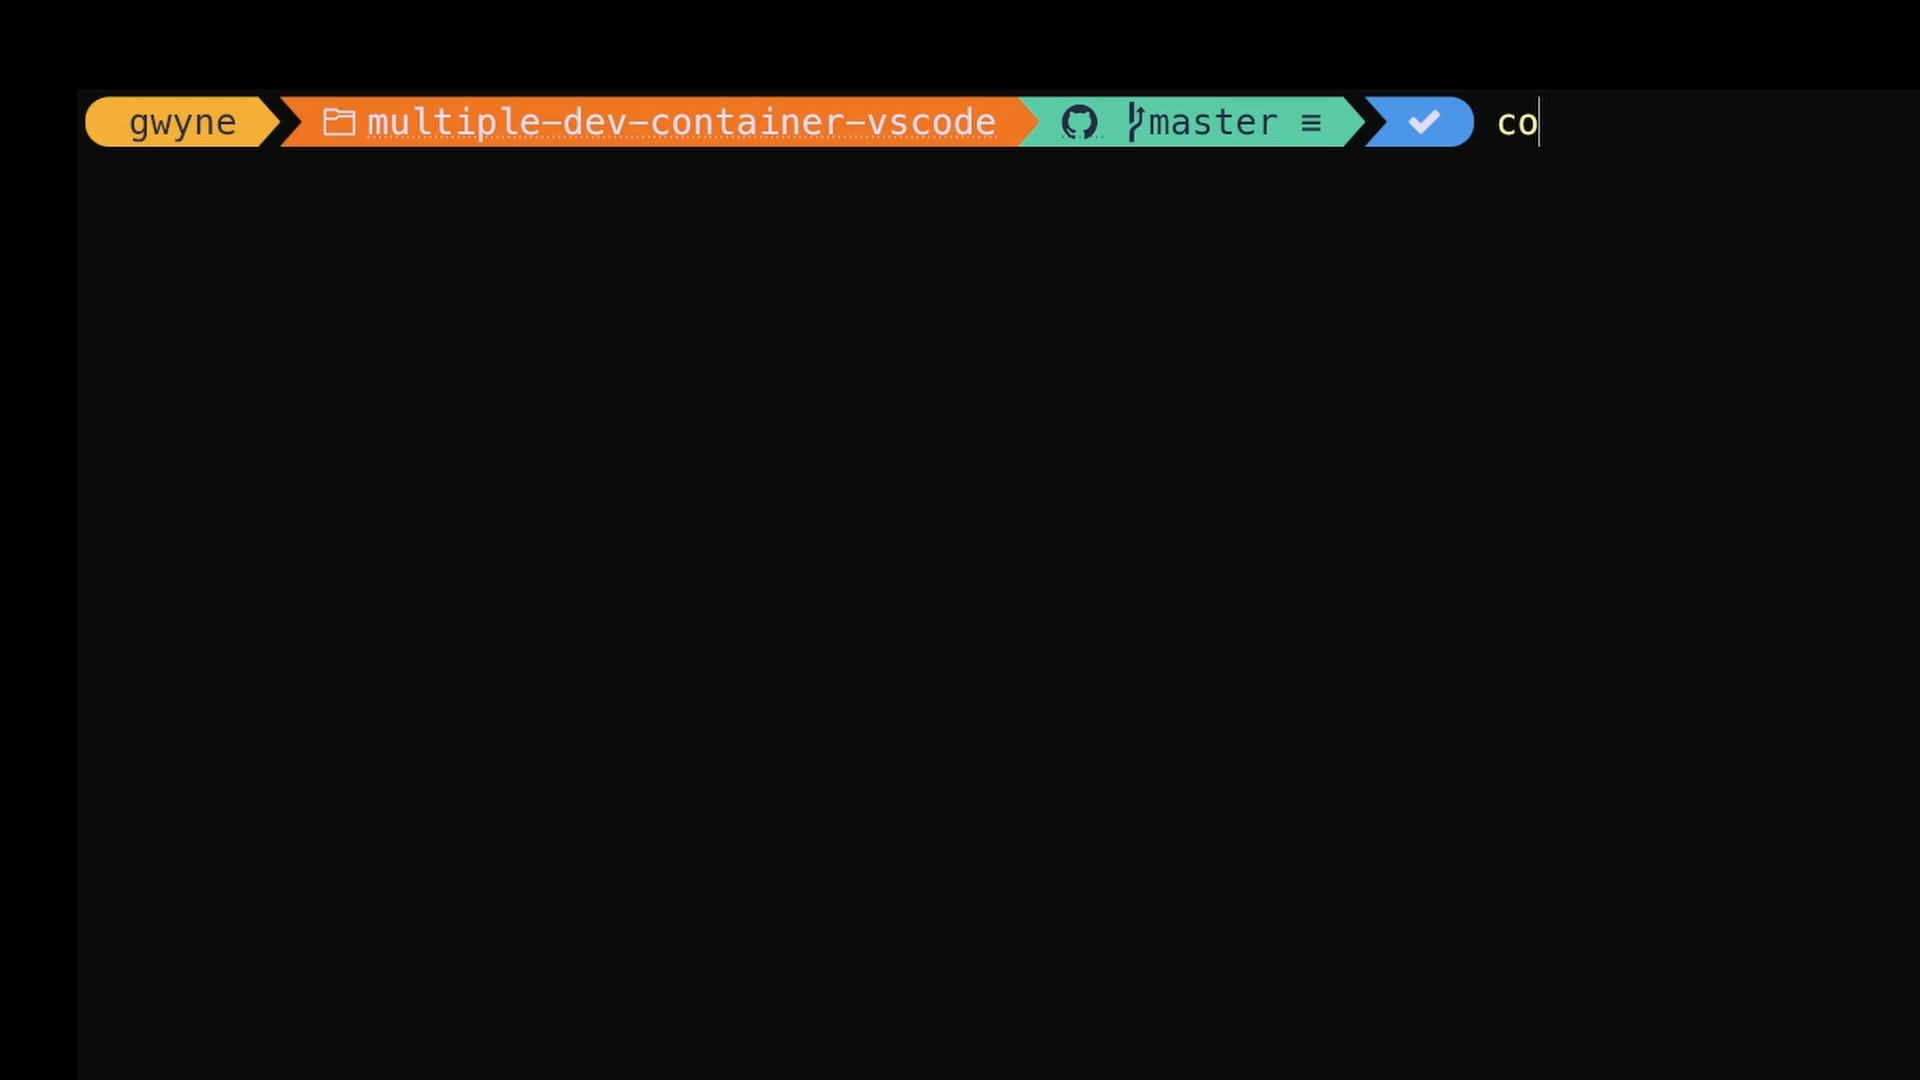 gwyne multiple-dev-container-vscode master ≡ ✔ co